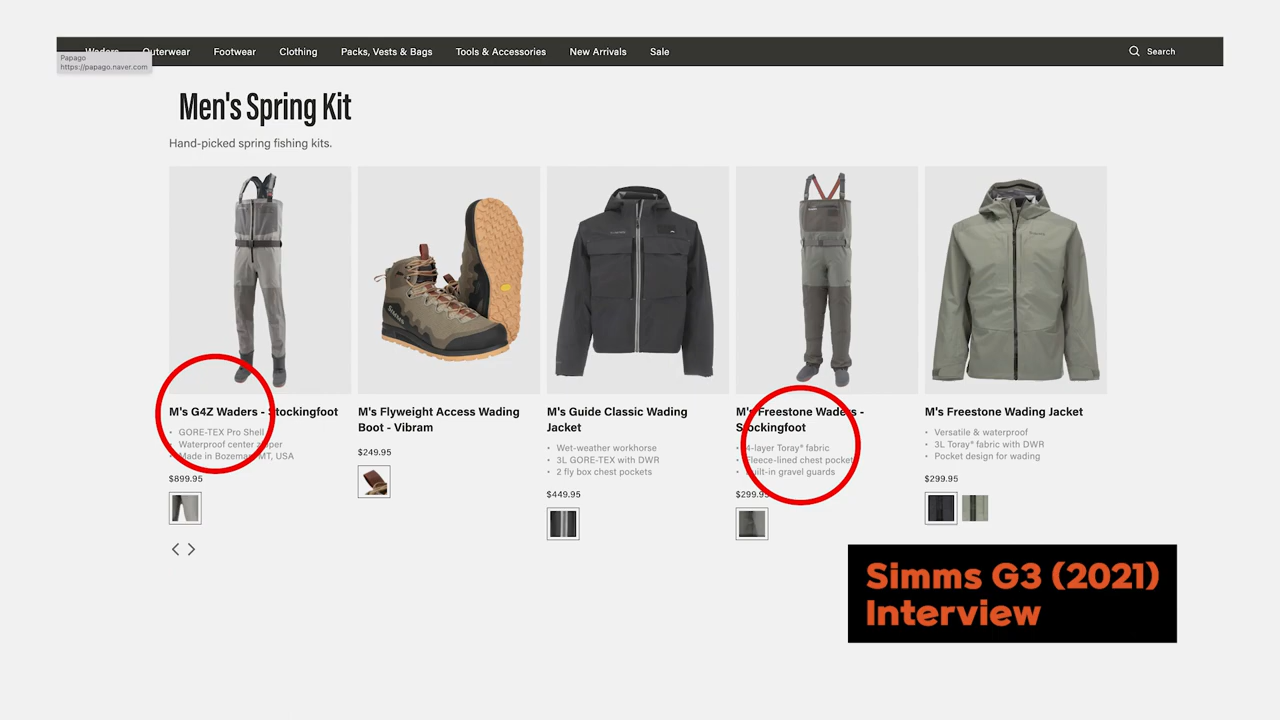 Waders Outerwear Footwear Clothing Packs, Vests & Bags Tools & Accessories New Arrivals Sale Search
Papago
https://papago.naver.com
Men's Spring Kit
Hand-picked spring fishing kits.
M's G4Z Waders - Stockingfoot
• GORE-TEX Pro Shell
• Waterproof center zipper
• Made in Bozeman, MT, USA
$899.95
M's Flyweight Access Wading
Boot - Vibram
$249.95
M's Guide Classic Wading
Jacket
• Wet-weather workhorse
• 3L GORE-TEX with DWR
• 2 fly box chest pockets
$449.95
M's Freestone Waders -
Stockingfoot
• 4-layer Toray® fabric
• Fleece-lined chest pocket
• Built-in gravel guards
$299.95
M's Freestone Wading Jacket
• Versatile & waterproof
• 3L Toray® fabric with DWR
• Pocket design for wading
$299.95
Simms G3 (2021)
Interview